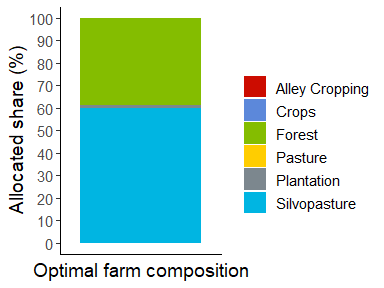 Allocated share (%)
100
90
80
70
60
50
40
30
20
10
0
Optimal farm composition
Alley Cropping
Crops
Forest
Pasture
Plantation
Silvopasture